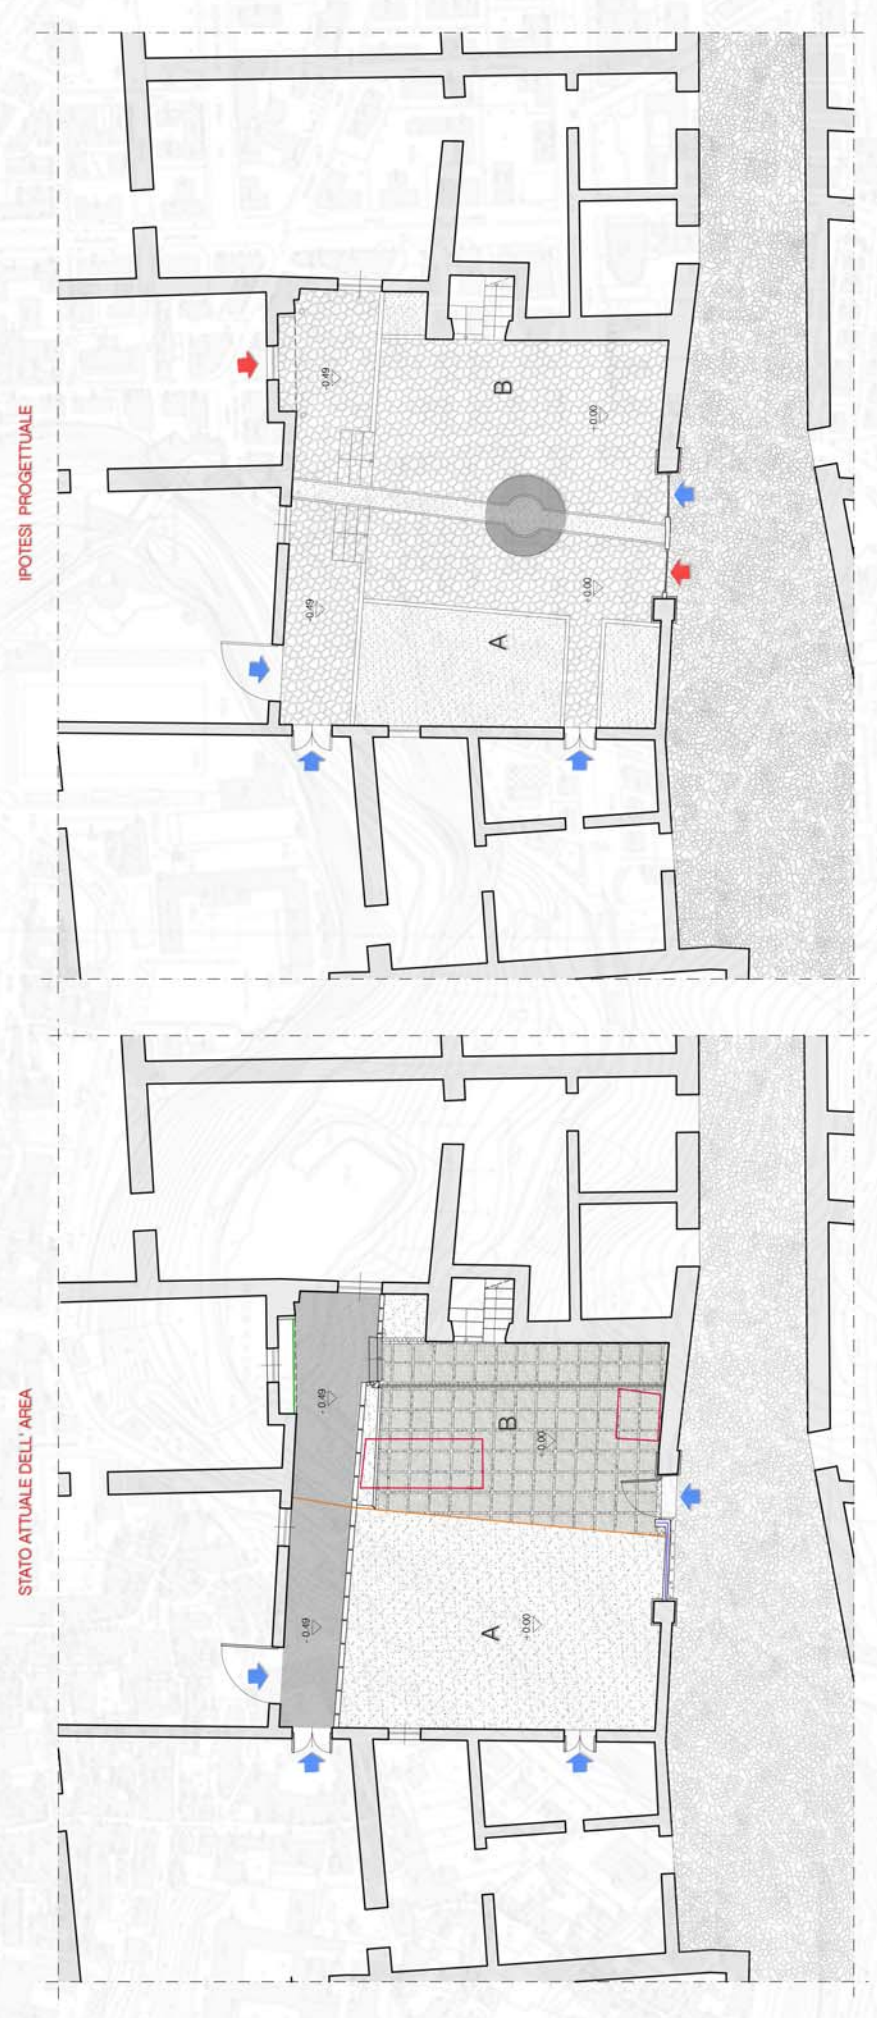 STATO ATTUALE DELL' AREA
- 0.49
- 0.49
A
B
+0.00
+0.00
IPOTESI PROGETTUALE
-0.49
-0.49
A
B
+0.00
+0.00